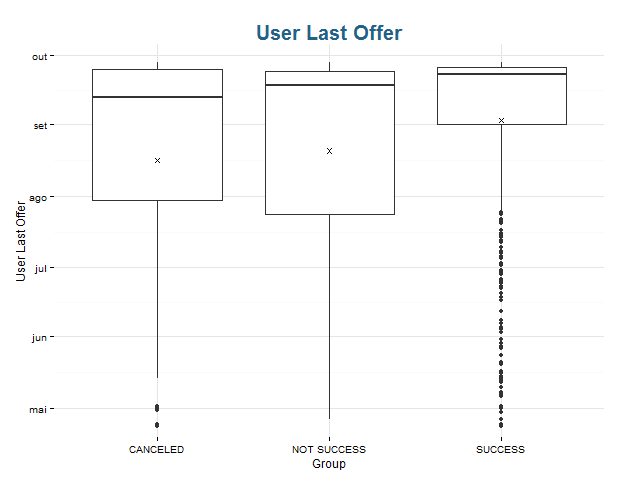 User Last Offer
out
set
ago
jul
jun
mai
User Last Offer
CANCELED
NOT SUCCESS
SUCCESS
Group